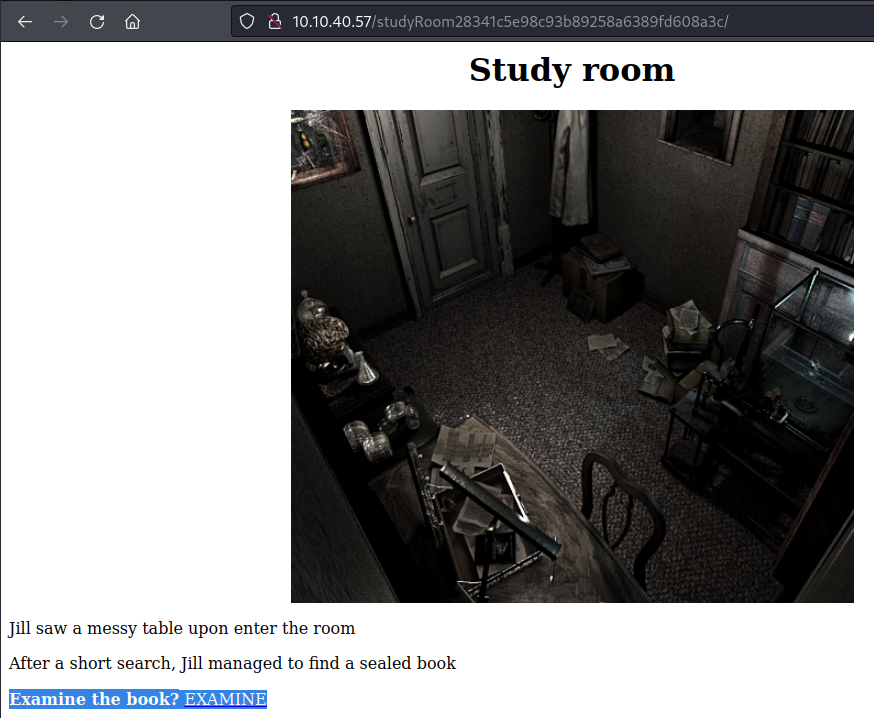 10.10.40.57/studyRoom28341c5e98c93b89258a6389fd608a3c/
Study room
Jill saw a messy table upon enter the room
After a short search, Jill managed to find a sealed book
Examine the book? EXAMINE